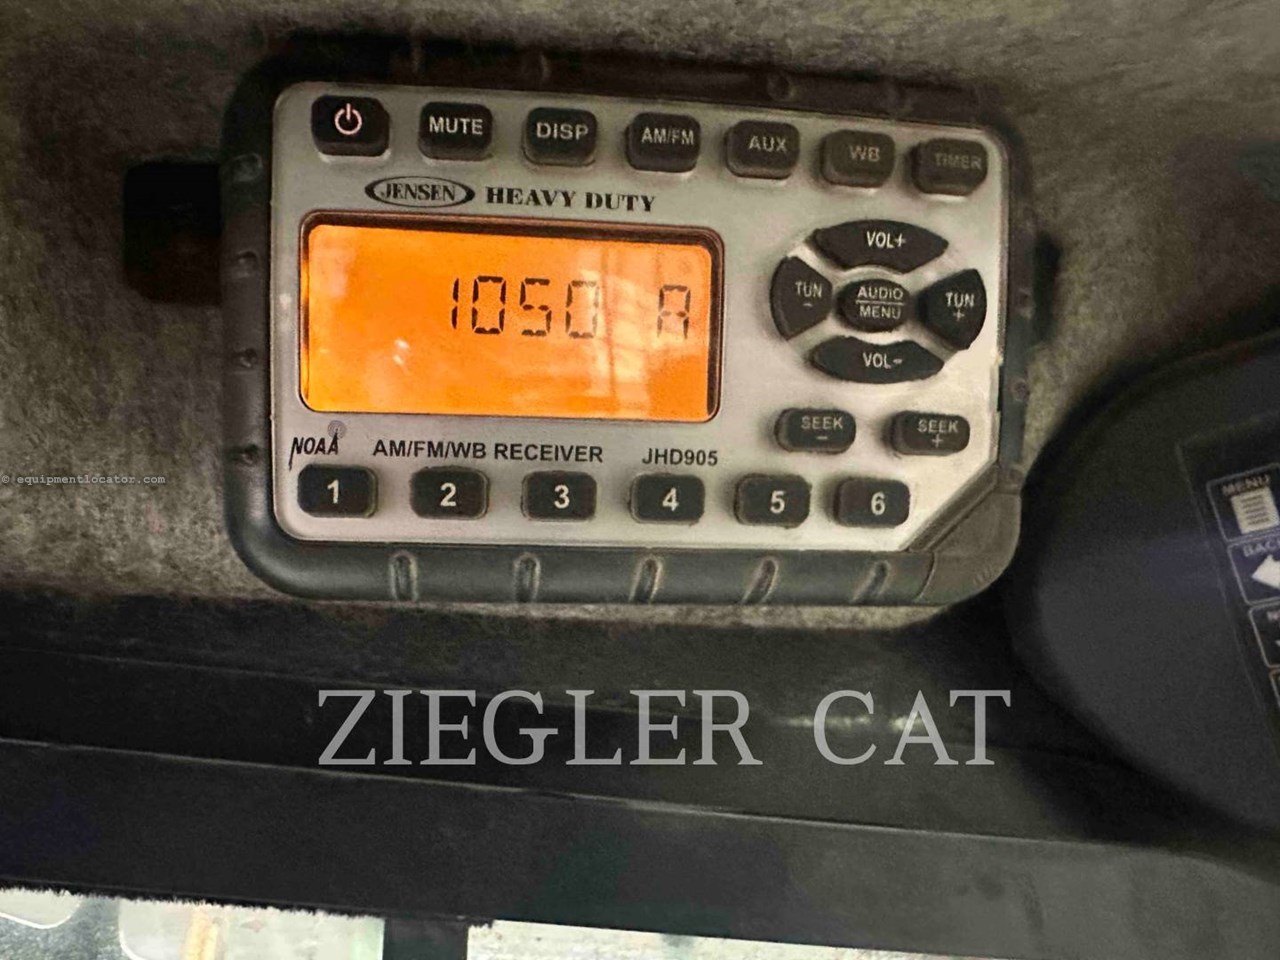 MUTE DISP AM/FM AUX WB TIMER
JENSEN HEAVY DUTY
VOL+
1050 A
TUN - AUDIO MENU TUN +
VOL-
SEEK - SEEK +
NOAA AM/FM/WB RECEIVER JHD905
1 2 3 4 5 6
© equipmentlocator.com
MENU
BACK
ZIEGLER CAT